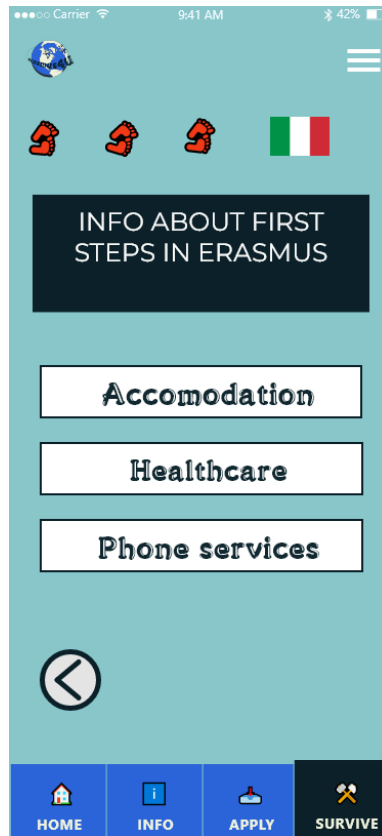 Carrier 9:41 AM 42%
INFO ABOUT FIRST
STEPS IN ERASMUS
Accomodation
Healthcare
Phone services
i
HOME INFO APPLY SURVIVE